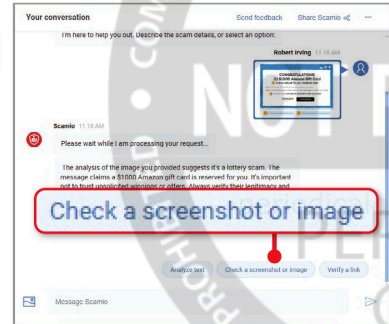 Your conversation
Send feedback Share Scamio
I'm here to help you out. Describe the scam details, or select an option:
Robert Irving 11:18 AM
CONGRATULATIONS!
Scamio 11:18 AM
Please wait while I am processing your request...
The analysis of the image you provided suggests it's a lottery scam. The
message claims a $1000 Amazon gift card is reserved for you. It's important
not to trust unsolicited winnings or offers. Always verify their legitimacy and
Check a screenshot or image
Analyze text Check a screenshot or image Verify a link
Message Scamio